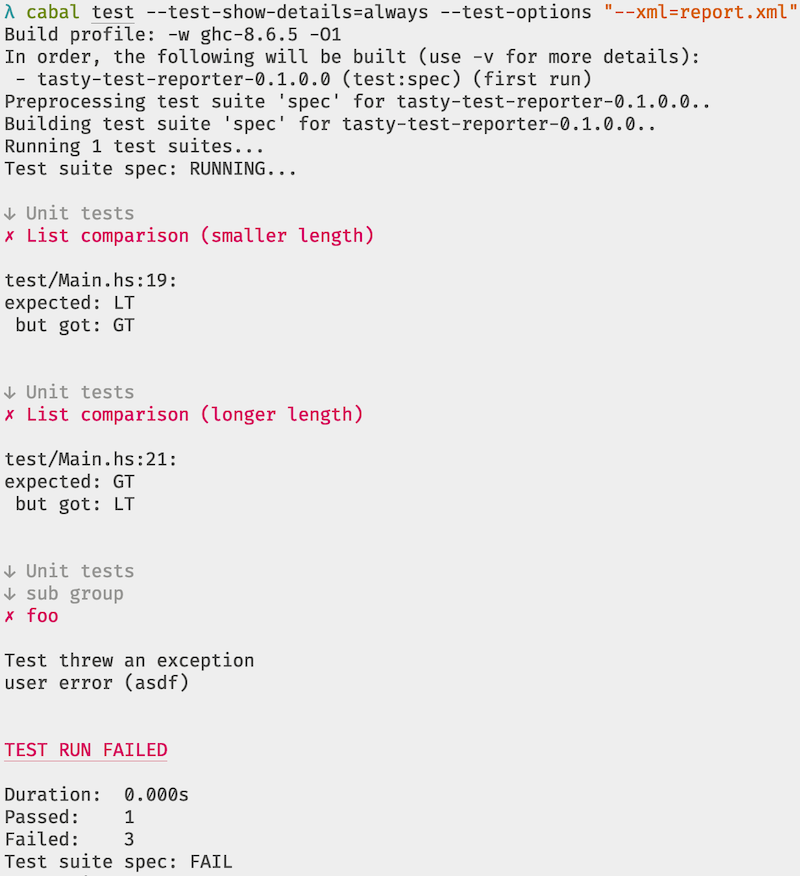 λ cabal test --test-show-details=always --test-options "--xml=report.xml"
Build profile: -w ghc-8.6.5 -O1
In order, the following will be built (use -v for more details):
 - tasty-test-reporter-0.1.0.0 (test:spec) (first run)
Preprocessing test suite 'spec' for tasty-test-reporter-0.1.0.0..
Building test suite 'spec' for tasty-test-reporter-0.1.0.0..
Running 1 test suites...
Test suite spec: RUNNING...
↓ Unit tests
✗ List comparison (smaller length)
test/Main.hs:19:
expected: LT
 but got: GT
↓ Unit tests
✗ List comparison (longer length)
test/Main.hs:21:
expected: GT
 but got: LT
↓ Unit tests
↓ sub group
✗ foo
Test threw an exception
user error (asdf)
TEST RUN FAILED
Duration:  0.000s
Passed:    1
Failed:    3
Test suite spec: FAIL